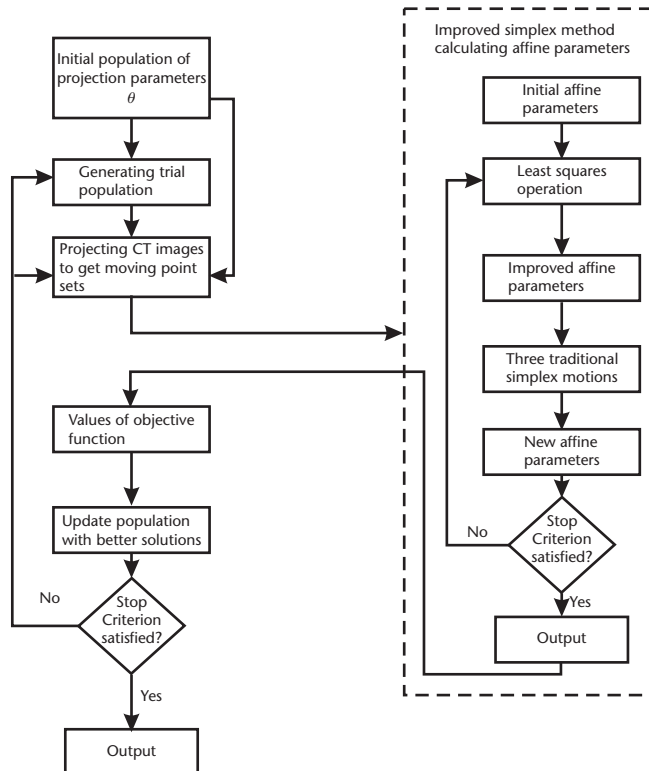 Initial population of
projection parameters
θ
Generating trial
population
Projecting CT images
to get moving point
sets
Values of objective
function
Update population
with better solutions
No
Stop
Criterion
satisfied?
Yes
Output
Improved simplex method
calculating affine parameters
Initial affine
parameters
Least squares
operation
Improved affine
parameters
Three traditional
simplex motions
New affine
parameters
No
Stop
Criterion
satisfied?
Yes
Output